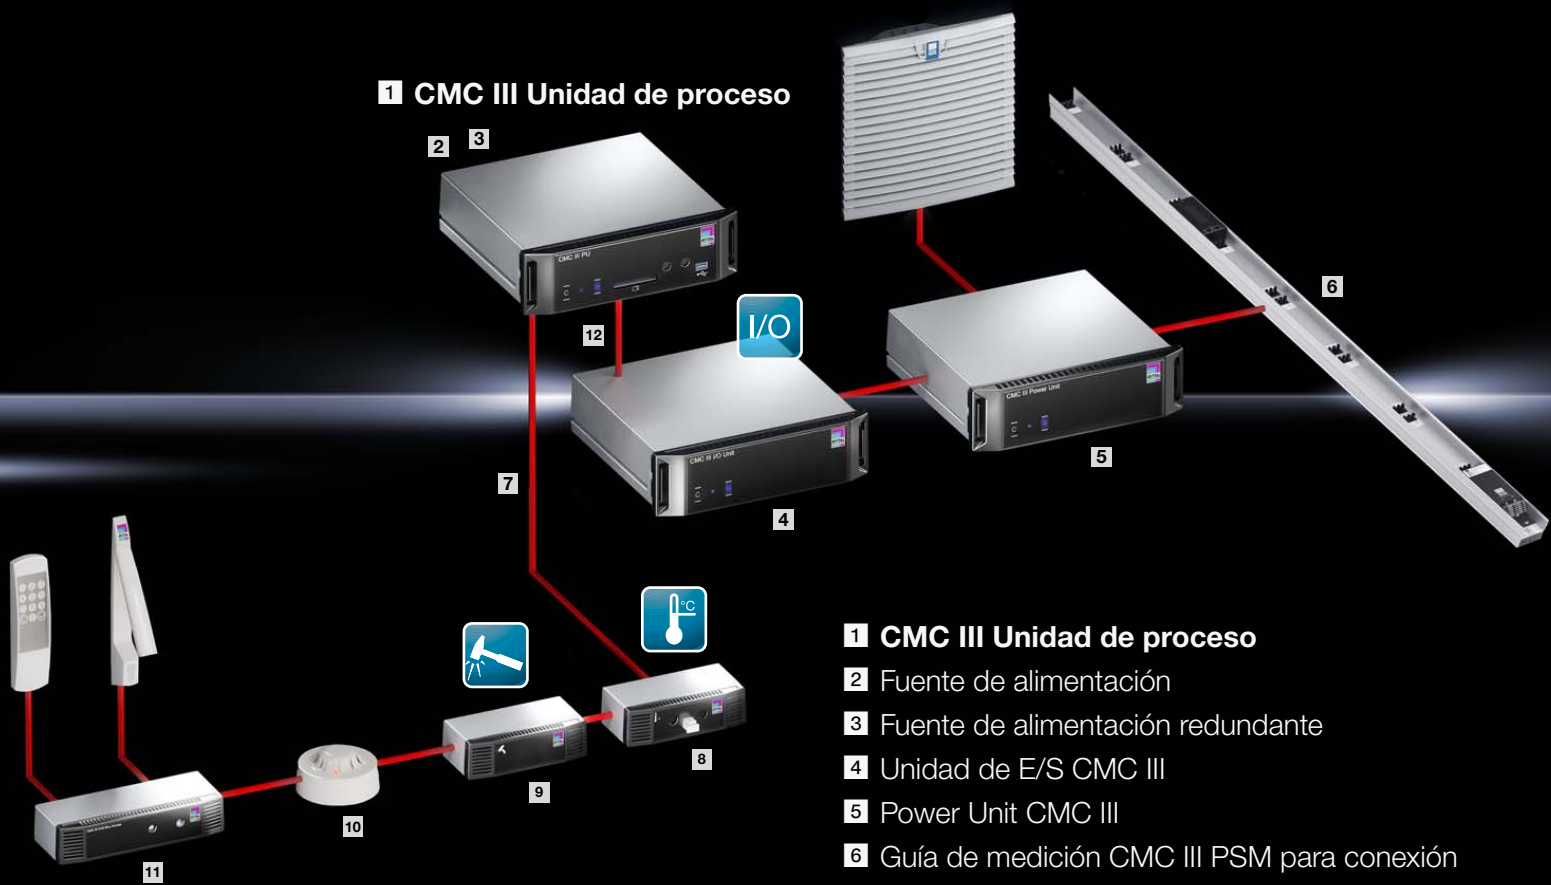 1 CMC III Unidad de proceso
2
3
CMC III PU
12
I/O
6
CMC III I/O Unit
CMC III Power Unit
5
4
7
°C
8
9
10
11
1 CMC III Unidad de proceso
2 Fuente de alimentación
3 Fuente de alimentación redundante
4 Unidad de E/S CMC III
5 Power Unit CMC III
6 Guía de medición CMC III PSM para conexión